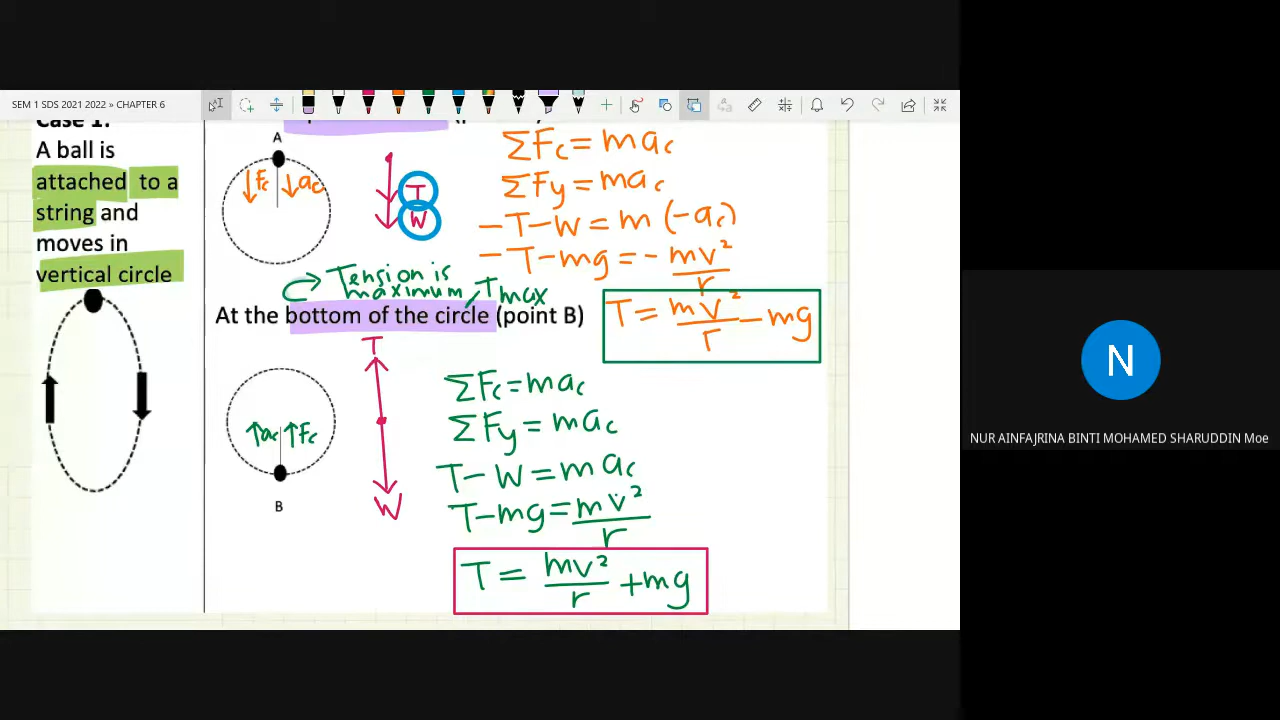 SEM 1 SDS 2021 2022 » CHAPTER 6
Case 1:
A ball is
attached to a
string and
moves in
vertical circle
A
↓Fc ↓ac
T
W
ΣFc = mac
ΣFy = mac
-T-W = m(-ac)
-T-mg = -mv²/r
T = mv²/r - mg
Tension is
maximum, Tmax
At the bottom of the circle (point B)
T
↑ac ↑Fc
W
B
ΣFc = mac
ΣFy = mac
T-W = mac
T-mg = mv²/r
T = mv²/r + mg
N
NUR AINFAJRINA BINTI MOHAMED SHARUDDIN Moe